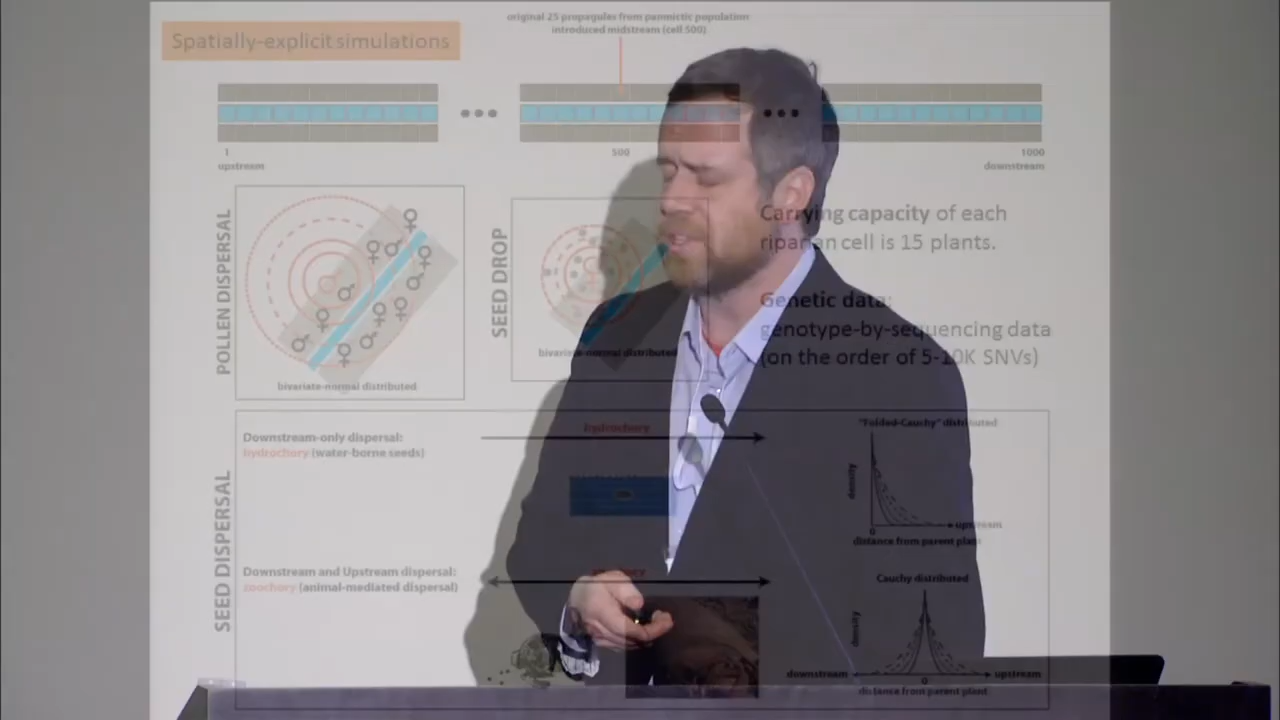 Spatially-explicit simulations
original 25 propagules from panmictic population
introduced midstream (cell 500)
1
upstream
500
1000
downstream
POLLEN DISPERSAL
bivariate-normal distributed
SEED DROP
bivariate-normal distributed
Carrying capacity of each
riparian cell is 15 plants.
Genetic data:
genotype-by-sequencing data
(on the order of 5-10K SNVs)
SEED DISPERSAL
Downstream-only dispersal:
hydrochory (water-borne seeds)
hydrochory
"Folded-Cauchy" distributed
density
0
upstream
distance from parent plant
Downstream and Upstream dispersal:
zoochory (animal-mediated dispersal)
Cauchy distributed
density
downstream
0
upstream
distance from parent plant